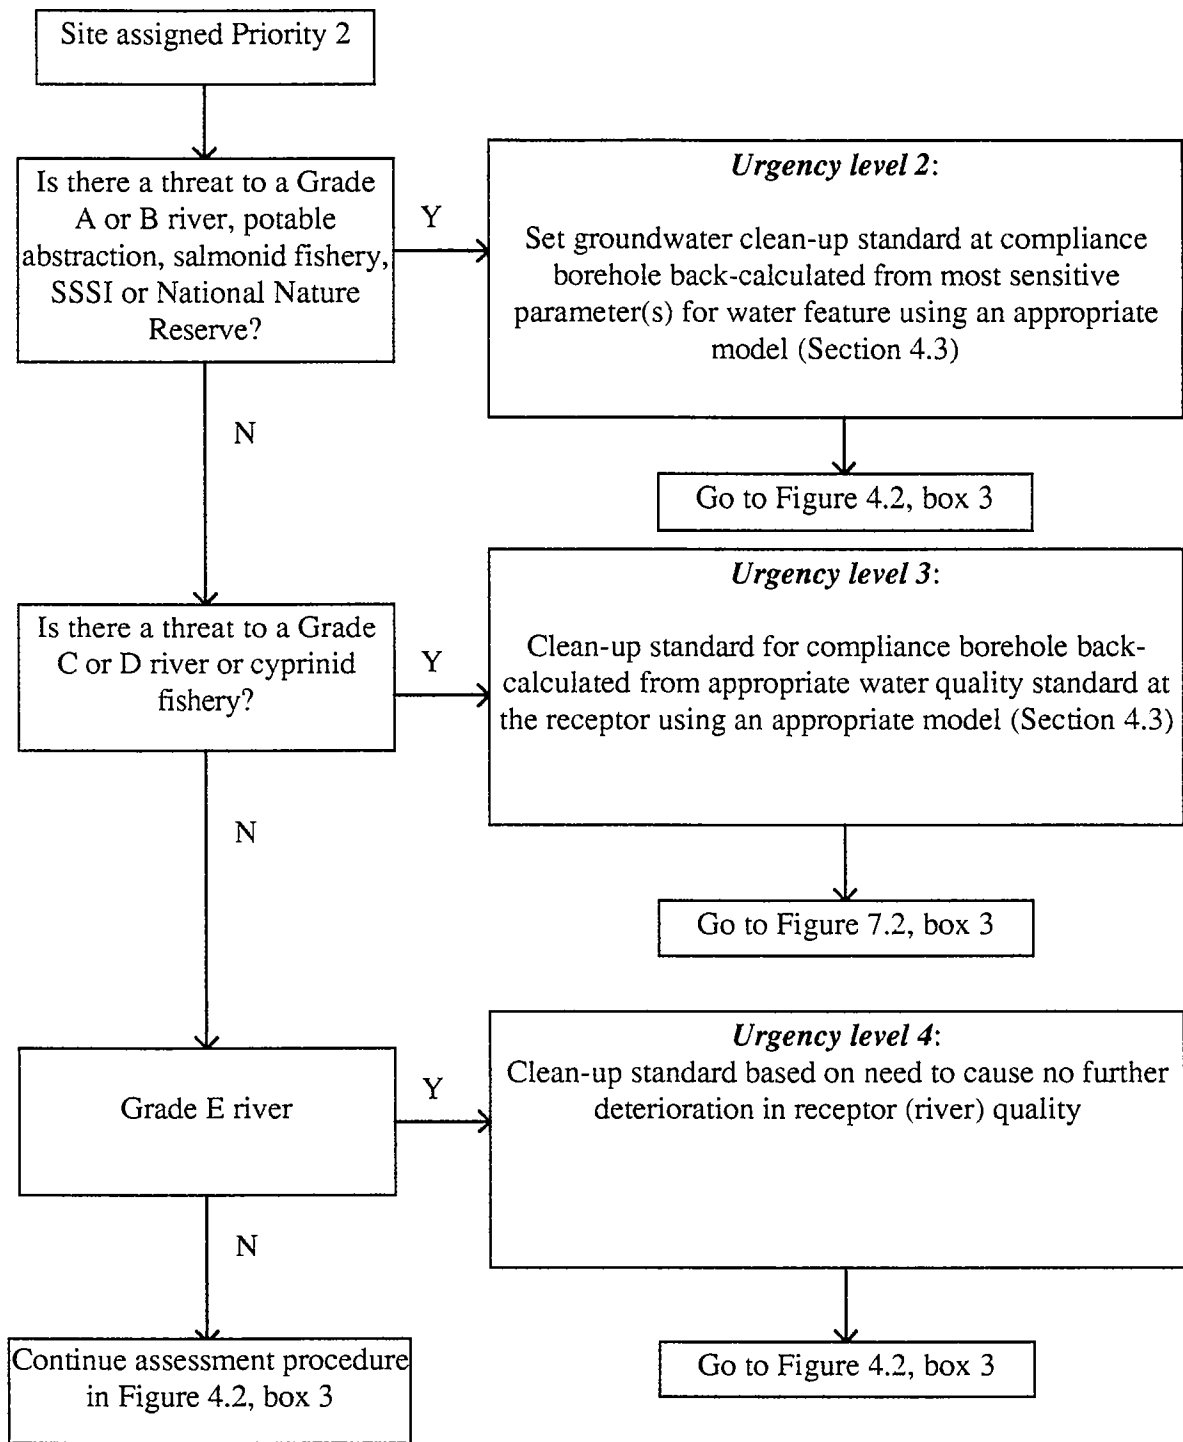 Site assigned Priority 2
Is there a threat to a Grade
A or B river, potable
abstraction, salmonid fishery,
SSSI or National Nature
Reserve?
Y
Urgency level 2:
Set groundwater clean-up standard at compliance
borehole back-calculated from most sensitive
parameter(s) for water feature using an appropriate
model (Section 4.3)
N
Go to Figure 4.2, box 3
Is there a threat to a Grade
C or D river or cyprinid
fishery?
Y
Urgency level 3:
Clean-up standard for compliance borehole back-
calculated from appropriate water quality standard at
the receptor using an appropriate model (Section 4.3)
N
Go to Figure 7.2, box 3
Grade E river
Y
Urgency level 4:
Clean-up standard based on need to cause no further
deterioration in receptor (river) quality
N
Go to Figure 4.2, box 3
Continue assessment procedure
in Figure 4.2, box 3